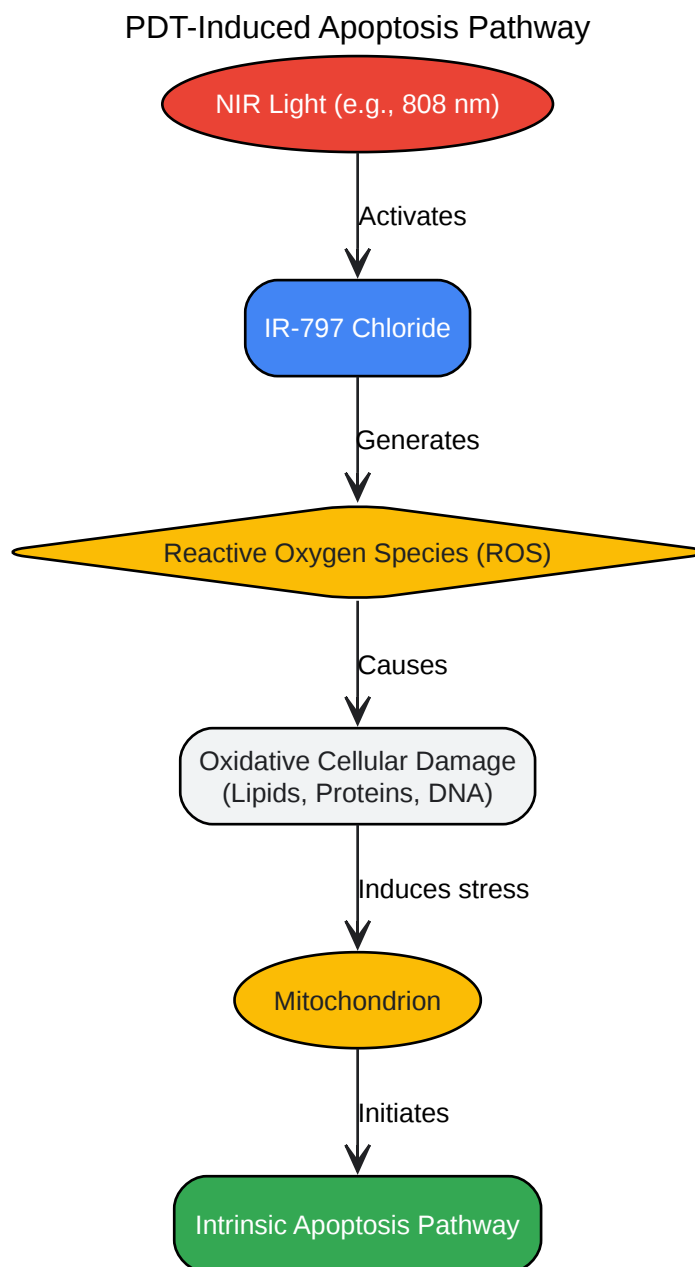 PDT-Induced Apoptosis Pathway
NIR Light (e.g., 808 nm)
Activates
IR-797 Chloride
Generates
Reactive Oxygen Species (ROS)
Causes
Oxidative Cellular Damage
(Lipids, Proteins, DNA)
Induces stress
Mitochondrion
Initiates
Intrinsic Apoptosis Pathway